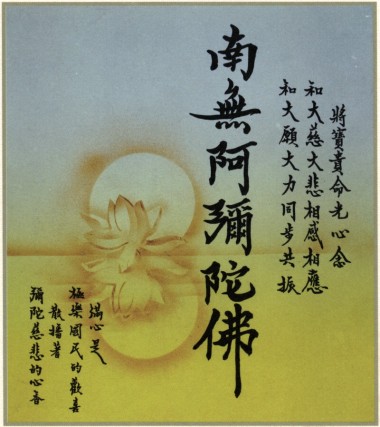 將寶貴命光心念
和大慈大悲相感相應
和大願大力同步共振
南無阿彌陀佛
滿心是
極樂國民的歡喜
散播著
彌陀慈悲的心音